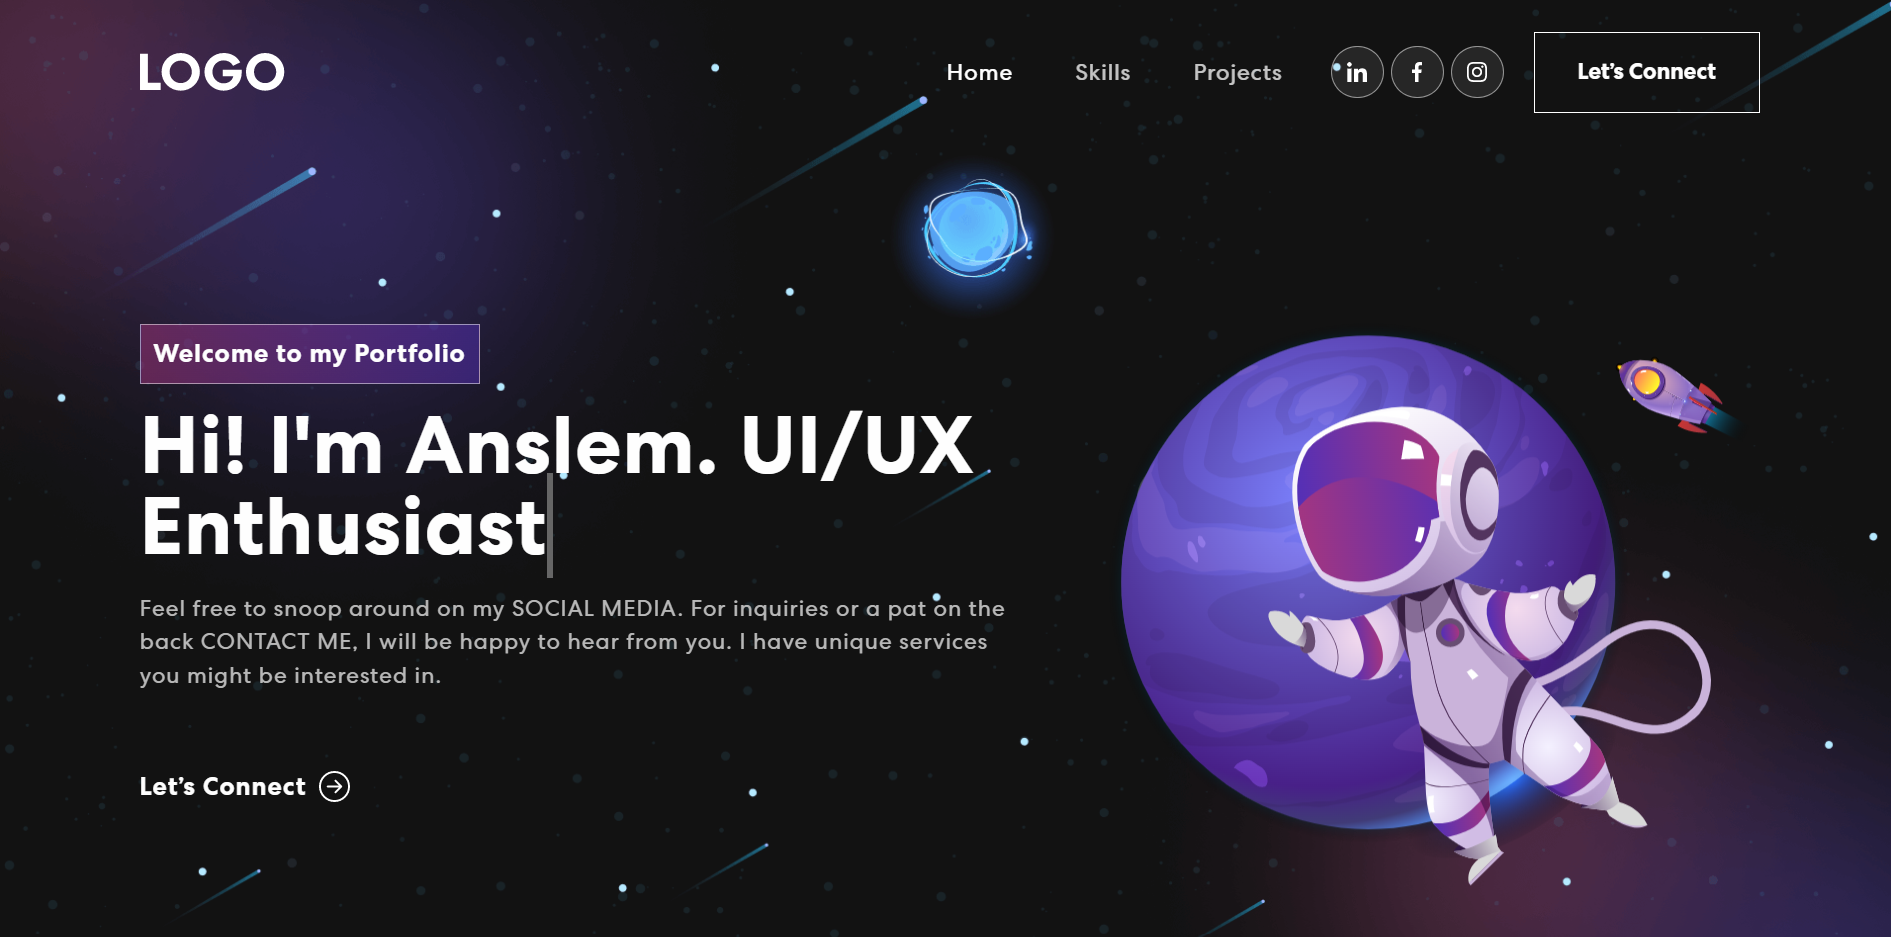 LOGO
Home
Skills
Projects
Let's Connect
Welcome to my Portfolio
Hi! I'm Anslem. UI/UX
Enthusiast
Feel free to snoop around on my SOCIAL MEDIA. For inquiries or a pat on the
back CONTACT ME, I will be happy to hear from you. I have unique services
you might be interested in.
Let's Connect